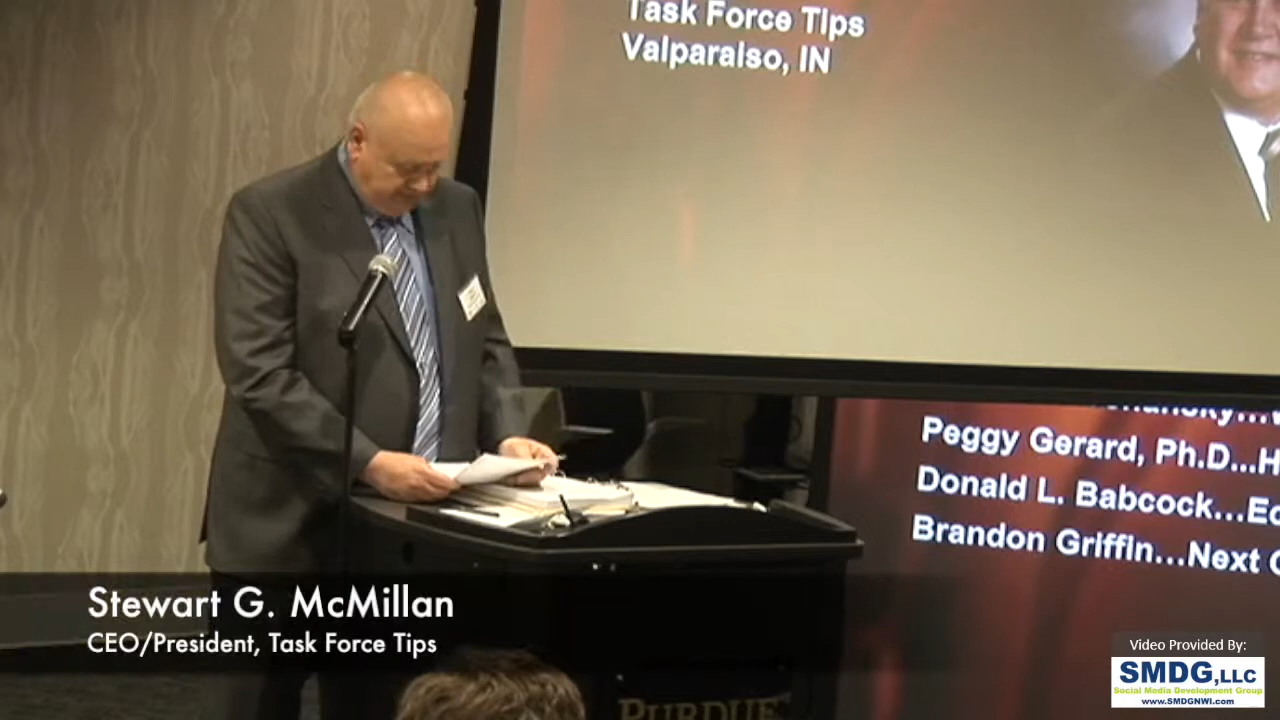 Task Force Tips
Valparaiso, IN
Peggy Gerard, Ph.D...H
Donald L. Babcock...Ec
Brandon Griffin...Next
Stewart G. McMillan
CEO/President, Task Force Tips
PURDUE
Video Provided By:
SMDG,LLC
Social Media Development Group
www.SMDGNWI.com